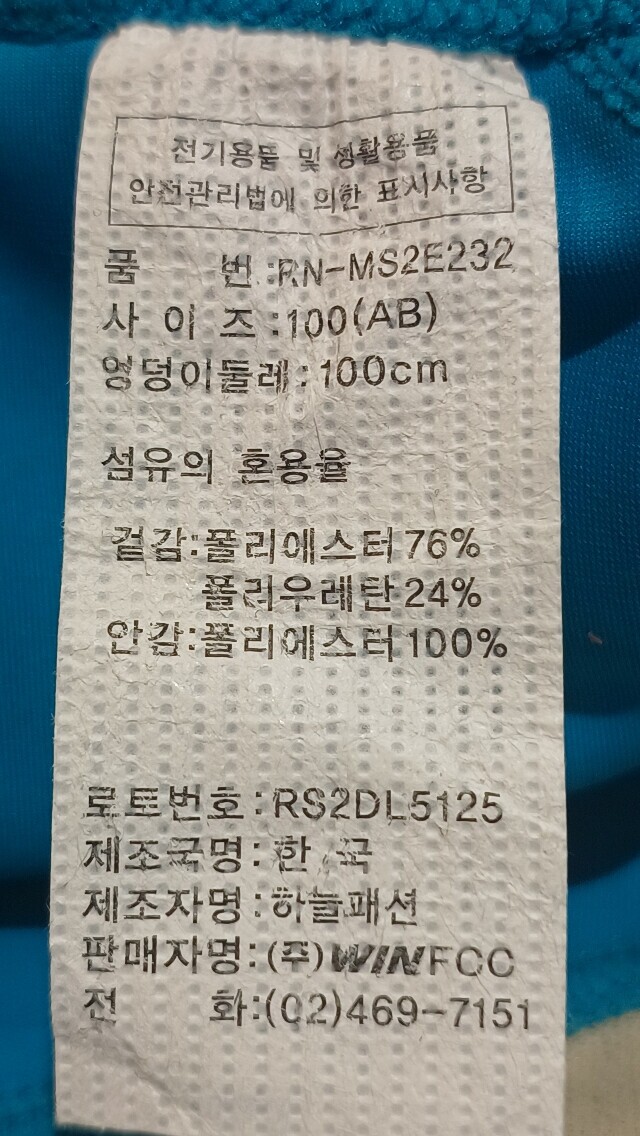 전기용품 및 생활용품
안전관리법에 의한 표시사항
품 번:RN-MS2E232
사 이 즈:100(AB)
엉덩이둘레:100cm
섬유의 혼용율
겉감:폴리에스터76%
폴리우레탄24%
안감:폴리에스터100%
로트번호:RS2DL5125
제조국명:한 국
제조자명:하늘패션
판매자명:(주)WINFCC
전 화:(02)469-7151